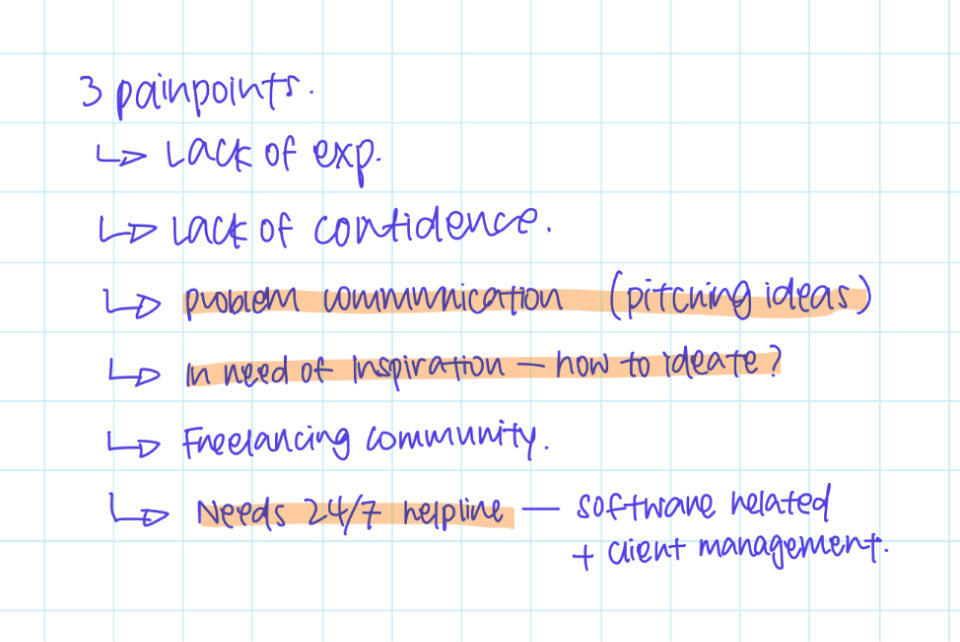 3 painpoints.
↳ Lack of exp.
↳ Lack of confidence.
↳ problem communication (pitching ideas)
↳ In need of inspiration — how to ideate?
↳ Freelancing community.
↳ Needs 24/7 helpline — software related
+ client management.